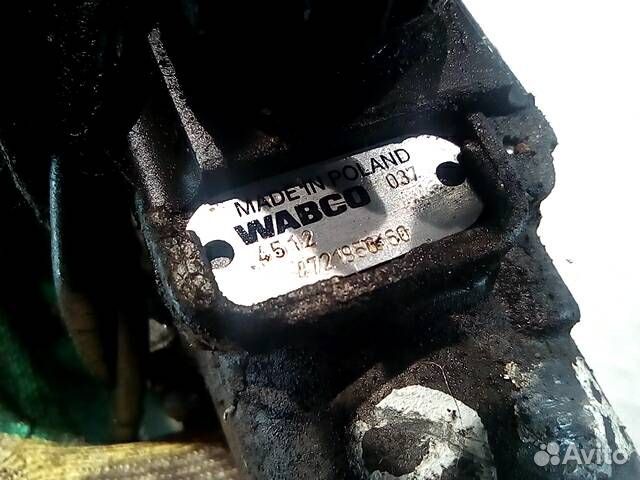 MADE IN POLAND
WABCO 037
4512
Avito